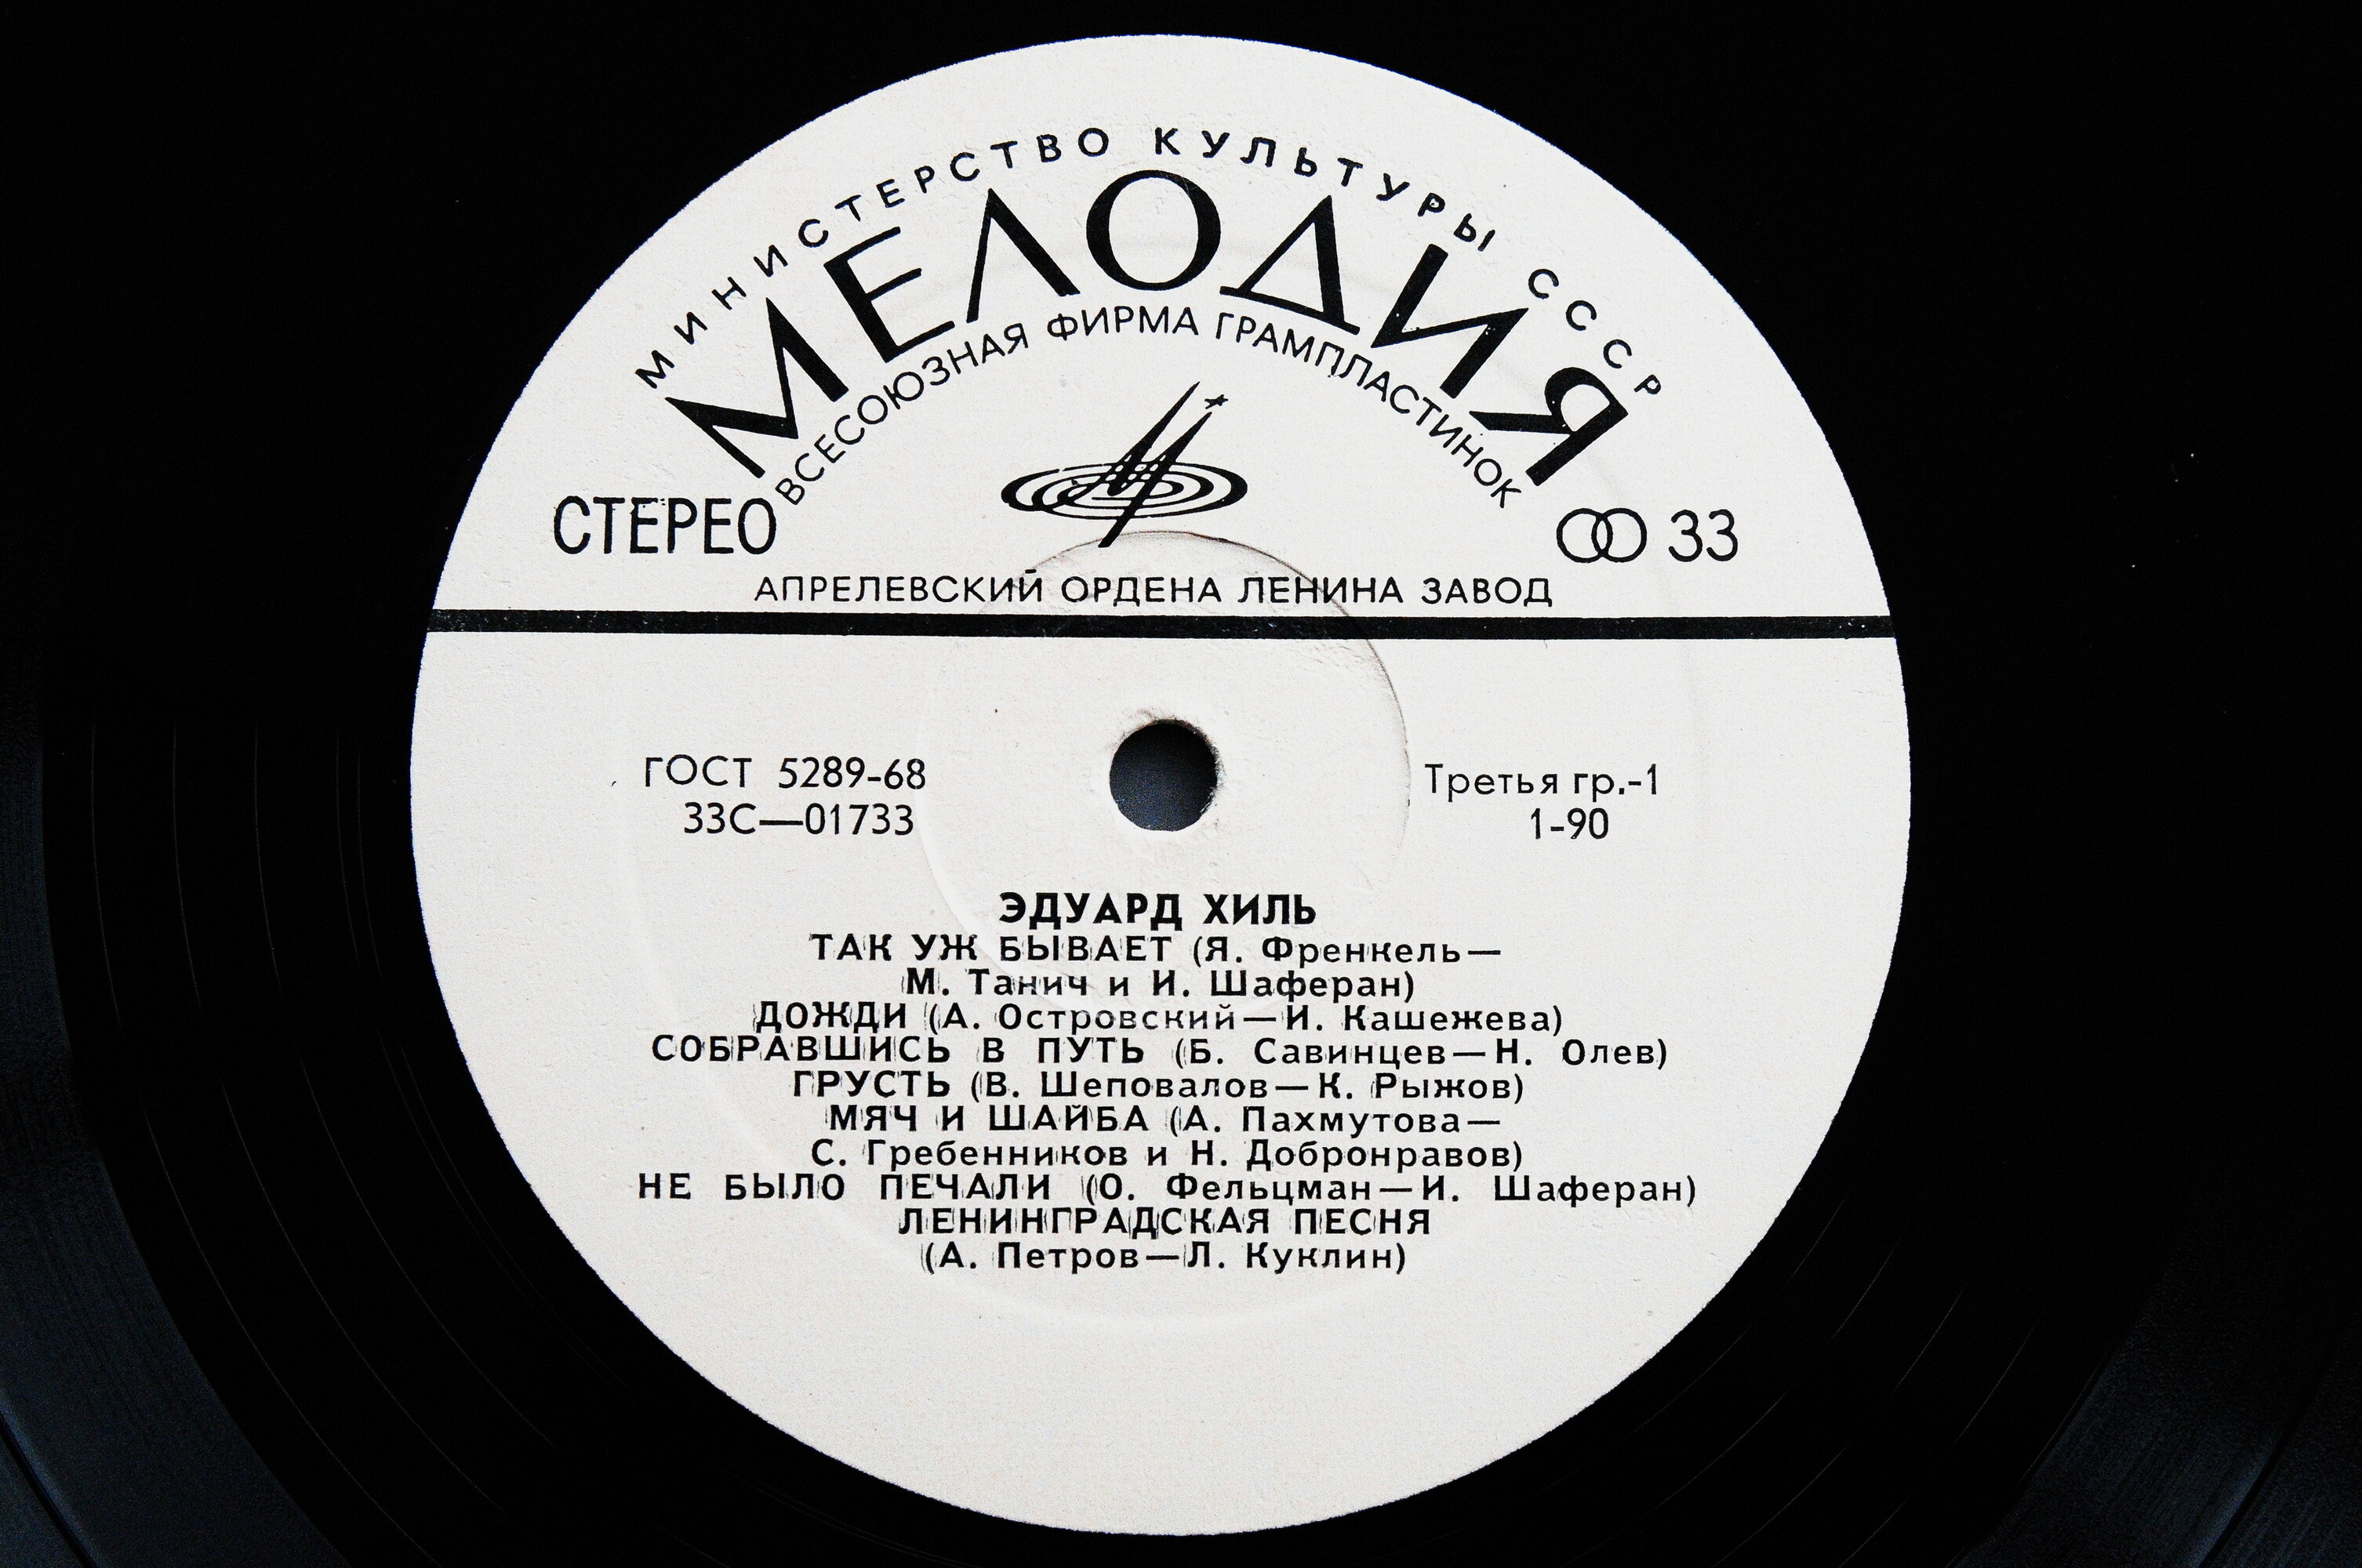 МИНИСТЕРСТВО КУЛЬТУРЫ СССР
МЕЛОДИЯ
ВСЕСОЮЗНАЯ ФИРМА ГРАМПЛАСТИНОК
СТЕРЕО
33
АПРЕЛЕВСКИЙ ОРДЕНА ЛЕНИНА ЗАВОД
ГОСТ 5289-68
33С—01733
Третья гр.-1
1-90
ЭДУАРД ХИЛЬ
ТАК УЖ БЫВАЕТ (Я. Френкель—
М. Танич и И. Шаферан)
ДОЖДИ (А. Островский—И. Кашежева)
СОБРАВШИСЬ В ПУТЬ (Б. Савинцев—Н. Олев)
ГРУСТЬ (В. Шеповалов—К. Рыжов)
МЯЧ И ШАЙБА (А. Пахмутова—
С. Гребенников и Н. Добронравов)
НЕ БЫЛО ПЕЧАЛИ (О. Фельцман—И. Шаферан)
ЛЕНИНГРАДСКАЯ ПЕСНЯ
(А. Петров—Л. Куклин)